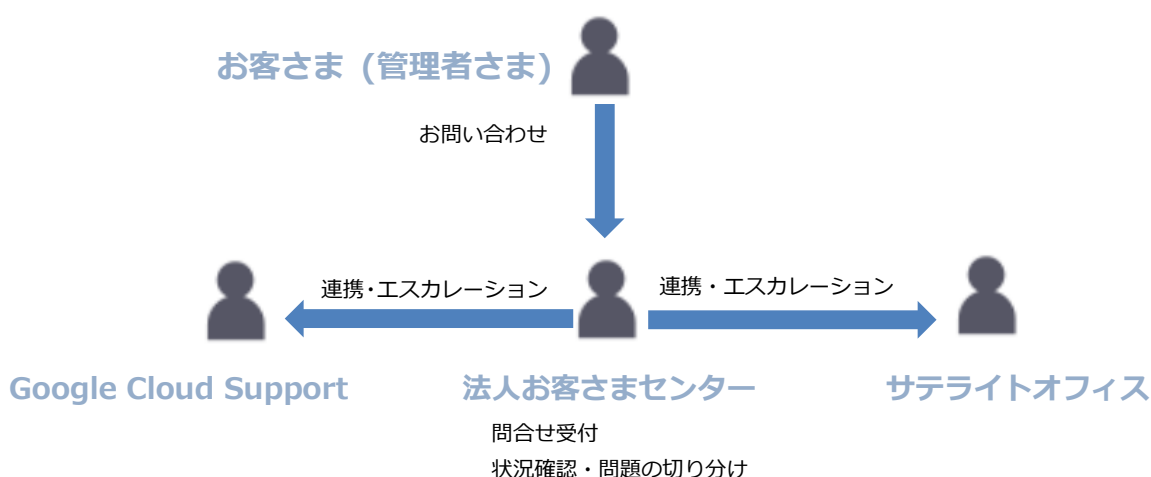 お客さま (管理者さま)
お問い合わせ
連携・エスカレーション
連携・エスカレーション
Google Cloud Support
法人お客さまセンター
サテライトオフィス
問合せ受付
状況確認・問題の切り分け